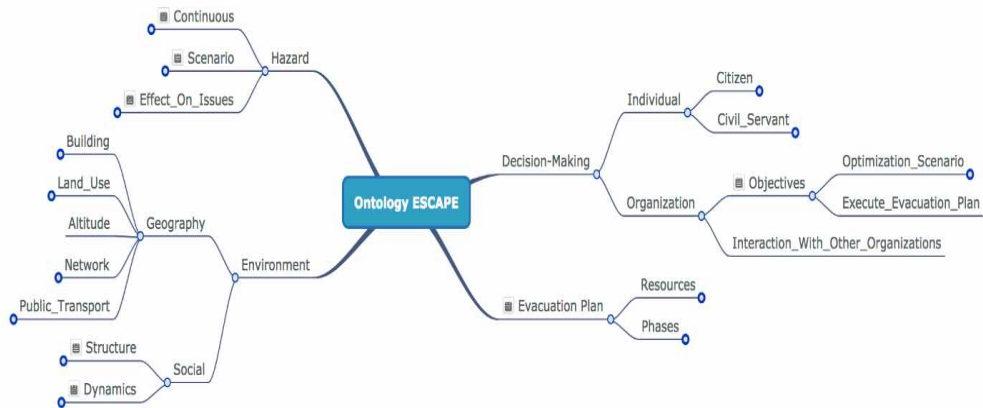 Continuous
Scenario
Hazard
Effect_On_Issues
Building
Land_Use
Altitude
Geography
Network
Public_Transport
Environment
Structure
Social
Dynamics
Ontology ESCAPE
Decision-Making
Individual
Citizen
Civil_Servant
Organization
Objectives
Optimization_Scenario
Execute_Evacuation_Plan
Interaction_With_Other_Organizations
Evacuation Plan
Resources
Phases